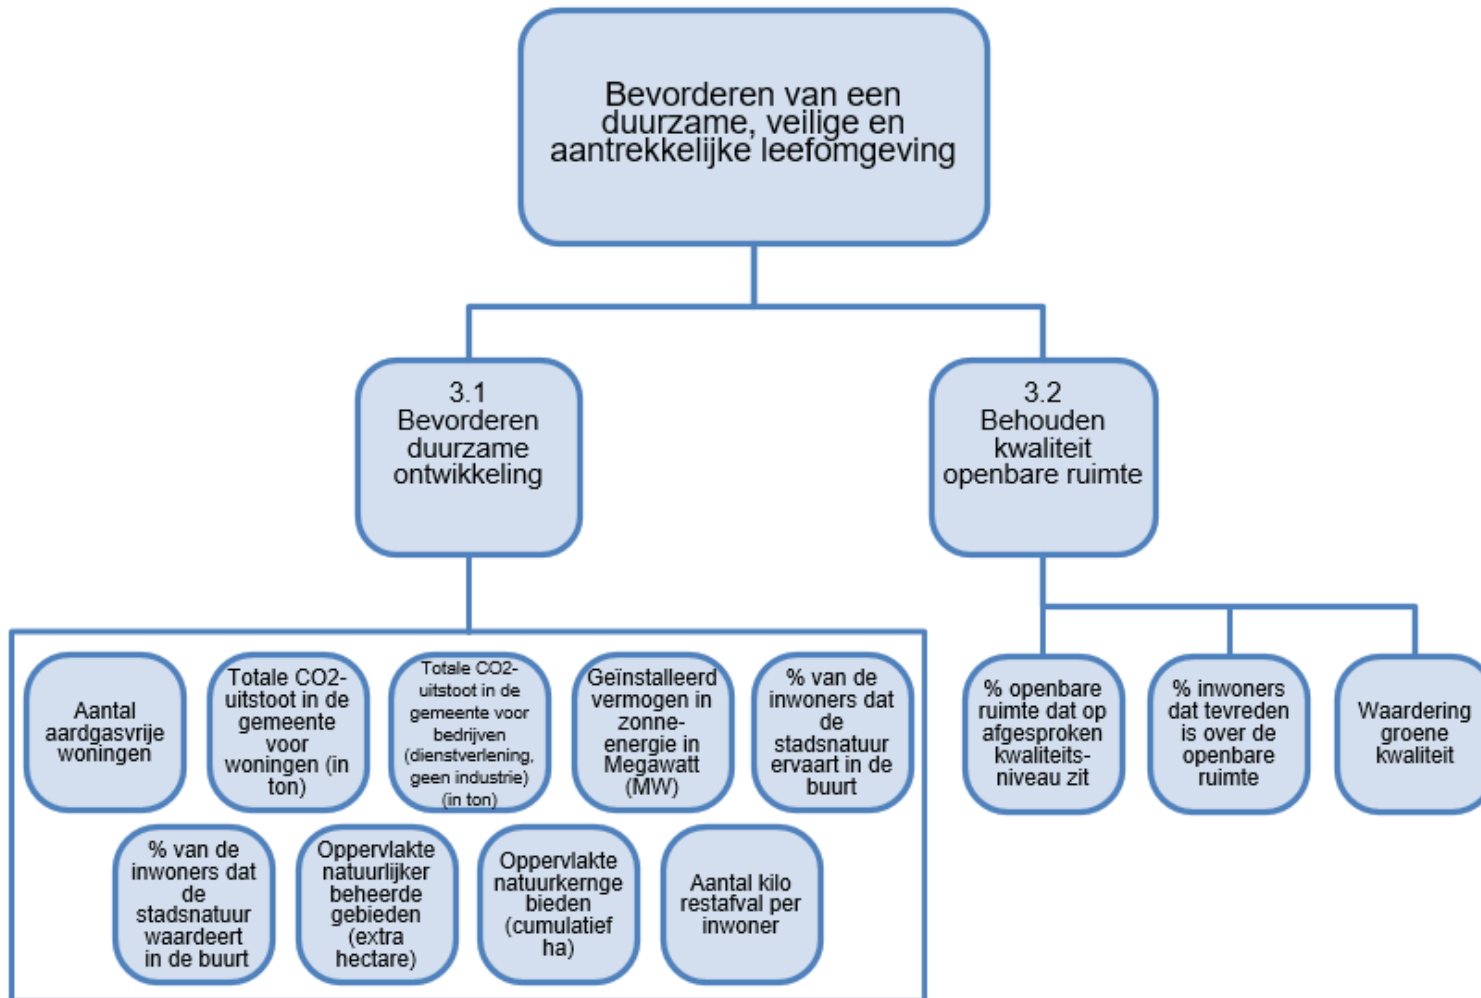 Bevorderen van een
duurzame, veilige en
aantrekkelijke leefomgeving
3.1
Bevorderen
duurzame
ontwikkeling
3.2
Behouden
kwaliteit
openbare ruimte
Aantal
aardgasvrije
woningen
Totale CO2-
uitstoot in de
gemeente
voor
woningen (in
ton)
Totale CO2-
uitstoot in de
gemeente voor
bedrijven
(dienstverlening,
geen industrie)
(in ton)
Geïnstalleerd
vermogen in
zonne-
energie in
Megawatt
(MW)
% van de
inwoners dat
de
stadsnatuur
ervaart in de
buurt
% openbare
ruimte dat op
afgesproken
kwaliteits-
niveau zit
% inwoners
dat tevreden
is over de
openbare
ruimte
Waardering
groene
kwaliteit
% van de
inwoners dat
de
stadsnatuur
waardeert
in de buurt
Oppervlakte
natuurlijker
beheerde
gebieden
(extra
hectare)
Oppervlakte
natuurkernge
bieden
(cumulatief
ha)
Aantal kilo
restafval per
inwoner